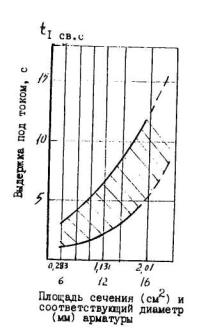 tI св.с
Выдержка под током, с
15
10
5
0,283 1,131 2,01
6 12 16
Площадь сечения (см²) и
соответствующий диаметр
(мм) арматуры